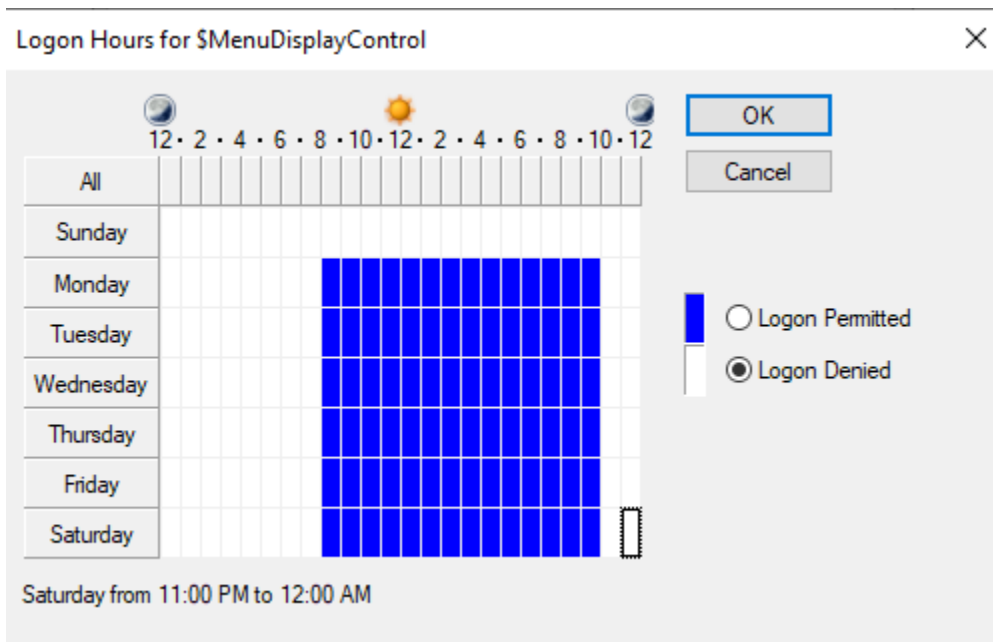 Logon Hours for $MenuDisplayControl
12 · 2 · 4 · 6 · 8 · 10 · 12 · 2 · 4 · 6 · 8 · 10 · 12
OK
Cancel
All
Sunday
Monday
Tuesday
Wednesday
Thursday
Friday
Saturday
Logon Permitted
Logon Denied
Saturday from 11:00 PM to 12:00 AM